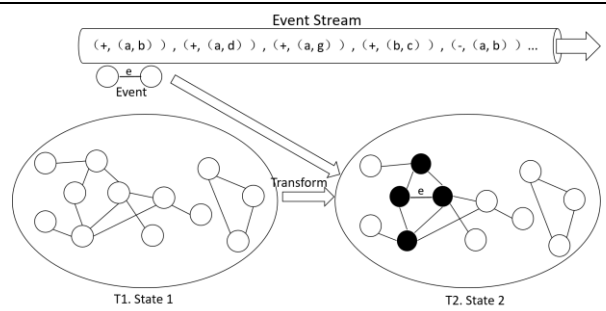 Event Stream
(+, (a, b)) , (+, (a, d)) , (+, (a, g)) , (+, (b, c)) , (-, (a, b)) ...
e
Event
Transform
e
T1. State 1
T2. State 2